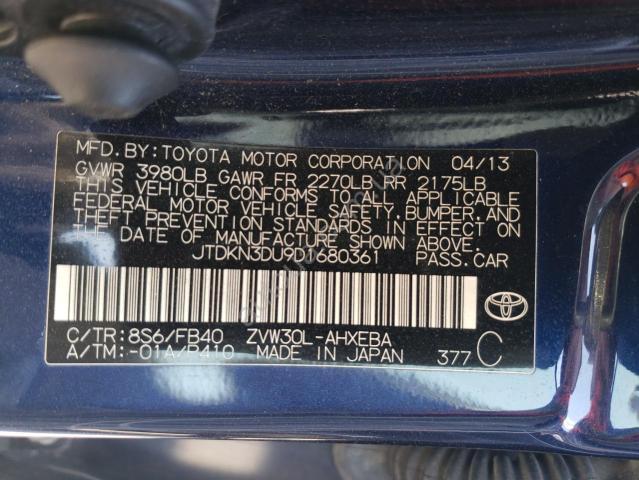 MFD. BY: TOYOTA MOTOR CORPORATION 04/13
GVWR 3980LB GAWR FR 2270LB RR 2175LB
THIS VEHICLE CONFORMS TO ALL APPLICABLE
FEDERAL MOTOR VEHICLE SAFETY, BUMPER, AND
THEFT PREVENTION STANDARDS IN EFFECT ON
THE DATE OF MANUFACTURE SHOWN ABOVE.
JTDKN3DU9D1680361 PASS. CAR
C/TR: 8S6/FB40 ZVW30L-AHXEBA
A/TM: -01A/P410 MADE IN JAPAN 377 C